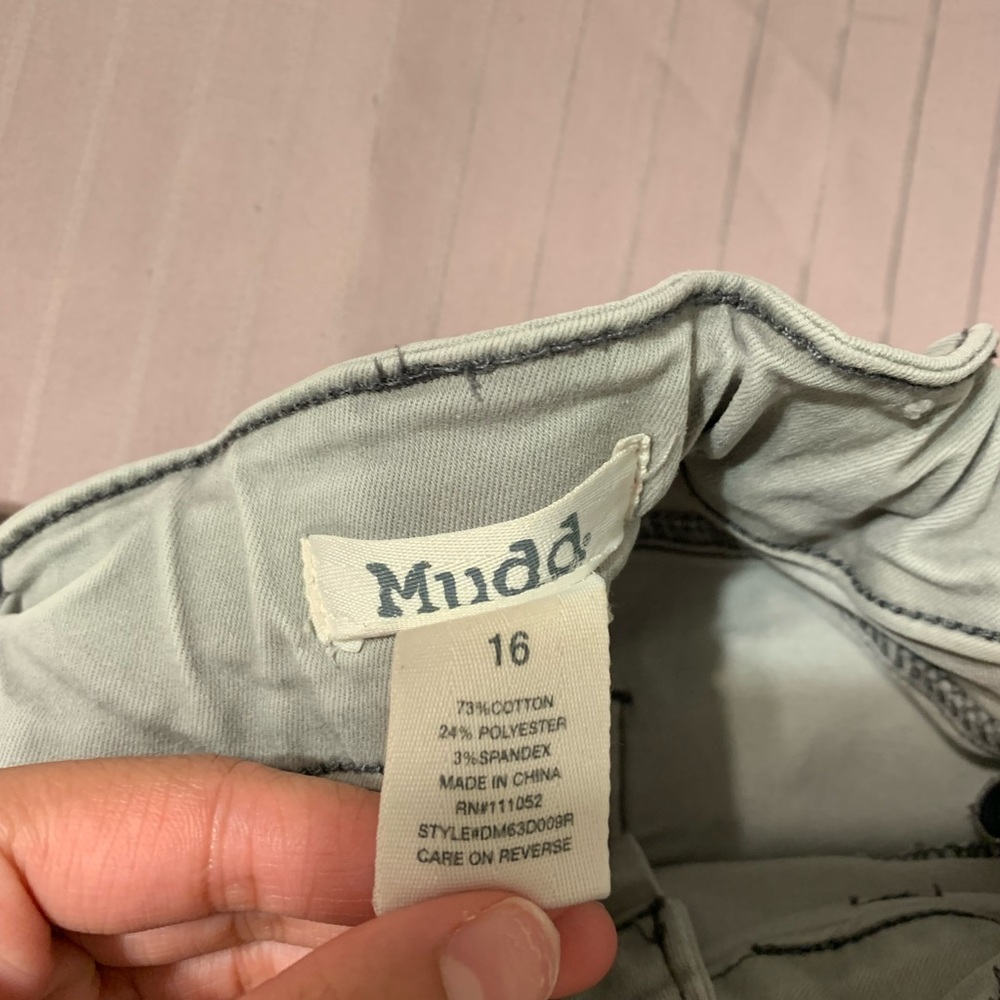 Mudd.
16
73%COTTON
24% POLYESTER
3%SPANDEX
MADE IN CHINA
RN#111052
STYLE#DM63D009R
CARE ON REVERSE